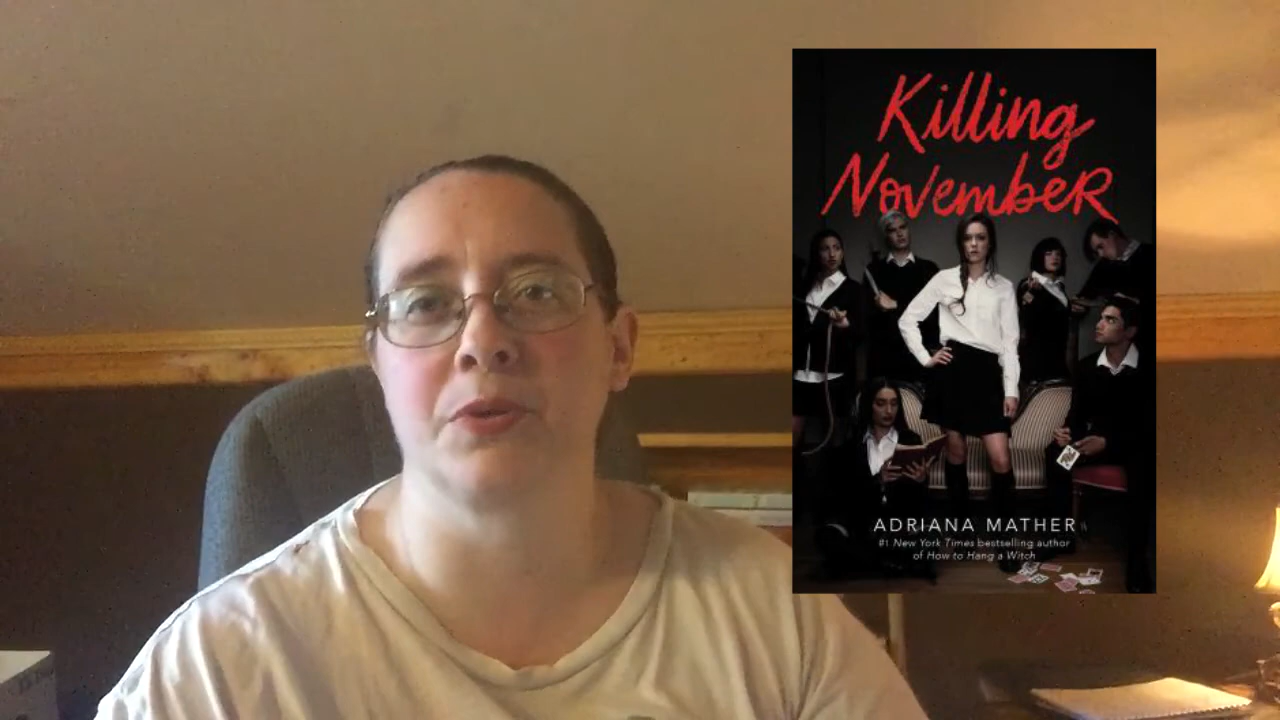 Killing
November
ADRIANA MATHER
#1 New York Times bestselling author
of How to Hang a Witch